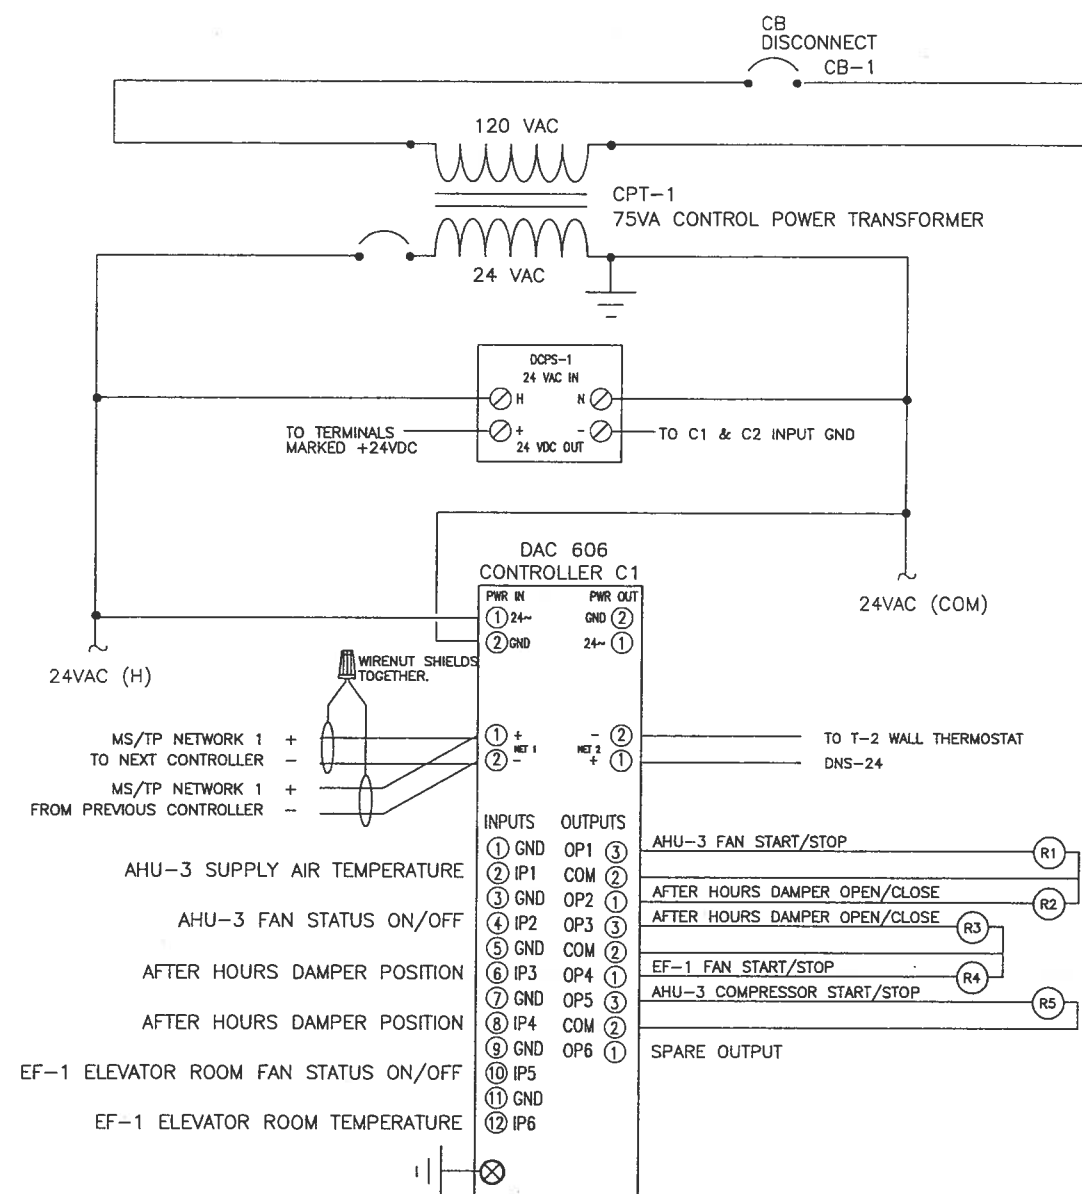 CB
DISCONNECT
CB-1
120 VAC
CPT-1
75VA CONTROL POWER TRANSFORMER
24 VAC
DCPS-1
24 VAC IN
H N
TO TERMINALS
MARKED +24VDC
+ -
TO C1 & C2 INPUT GND
24 VDC OUT
DAC 606
CONTROLLER C1
PWR IN PWR OUT
1 24~ GND 2
2 GND 24~ 1
24VAC (COM)
24VAC (H)
WIRENUT SHIELDS
TOGETHER.
MS/TP NETWORK 1 +
TO NEXT CONTROLLER -
MS/TP NETWORK 1 +
FROM PREVIOUS CONTROLLER -
1 + - 2
NET 1 NET 2
2 - + 1
TO T-2 WALL THERMOSTAT
DNS-24
INPUTS OUTPUTS
1 GND OP1 3 AHU-3 FAN START/STOP R1
AHU-3 SUPPLY AIR TEMPERATURE 2 IP1 COM 2
3 GND OP2 1 AFTER HOURS DAMPER OPEN/CLOSE R2
AHU-3 FAN STATUS ON/OFF 4 IP2 OP3 3 AFTER HOURS DAMPER OPEN/CLOSE R3
5 GND COM 2
AFTER HOURS DAMPER POSITION 6 IP3 OP4 1 EF-1 FAN START/STOP R4
7 GND OP5 3 AHU-3 COMPRESSOR START/STOP R5
AFTER HOURS DAMPER POSITION 8 IP4 COM 2
9 GND OP6 1 SPARE OUTPUT
EF-1 ELEVATOR ROOM FAN STATUS ON/OFF 10 IP5
11 GND
EF-1 ELEVATOR ROOM TEMPERATURE 12 IP6